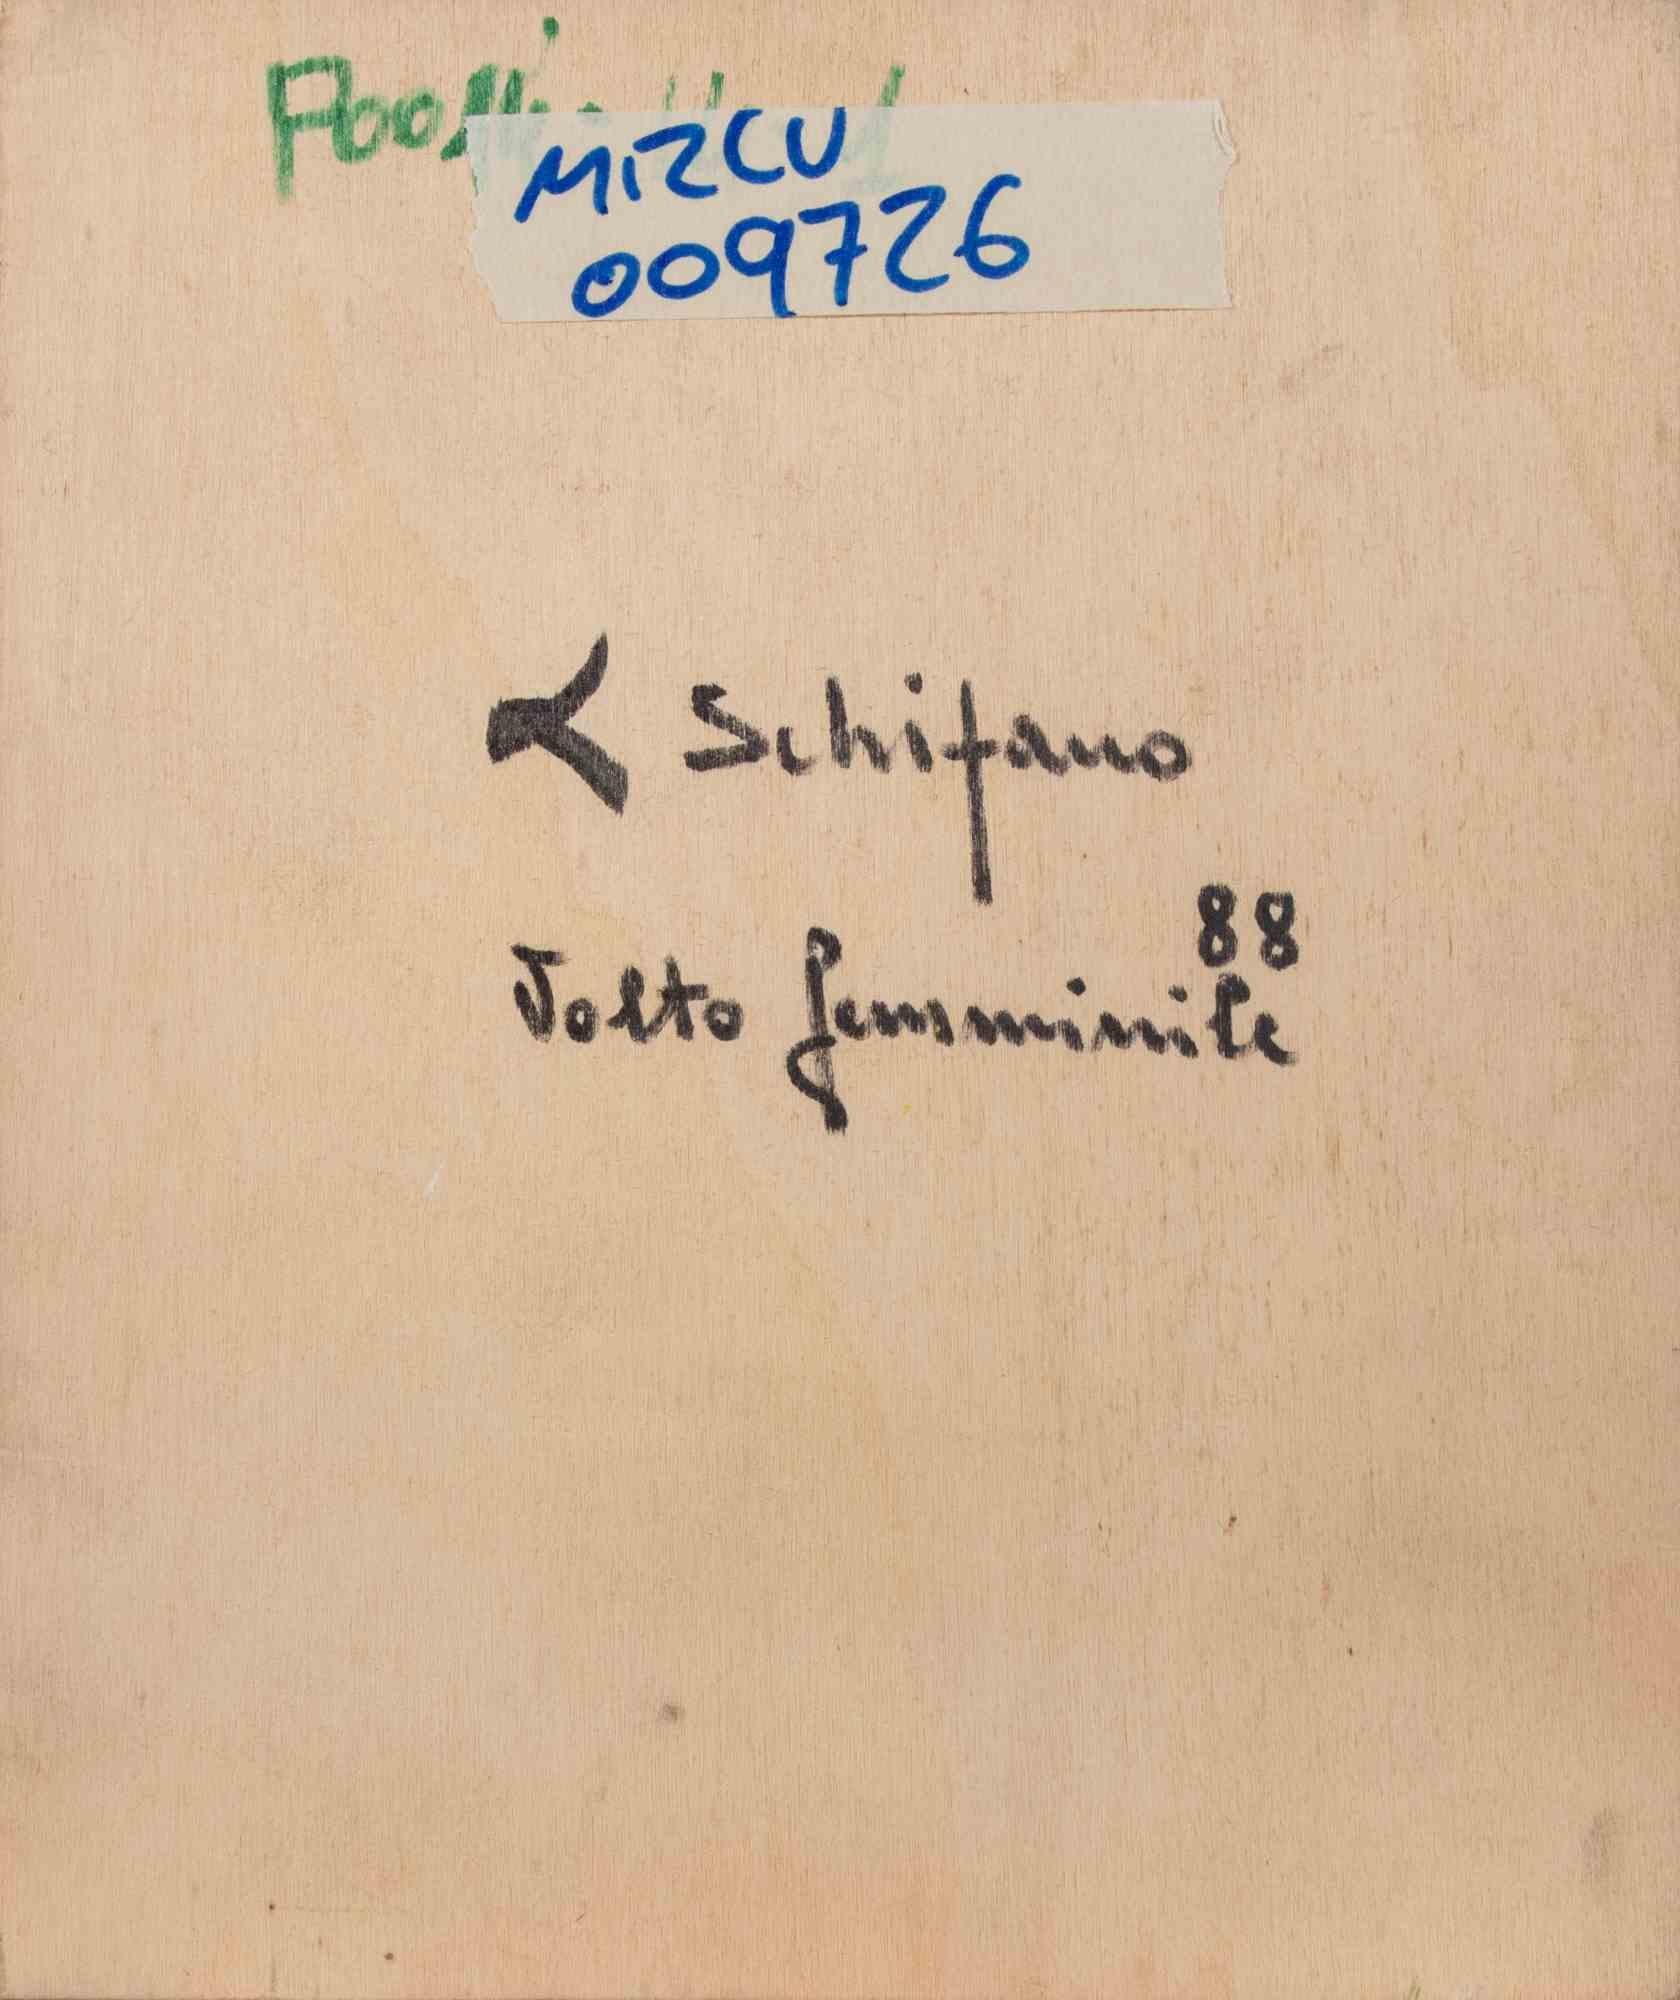 MIRCU
009726
L Schifano
88
Volto femminile